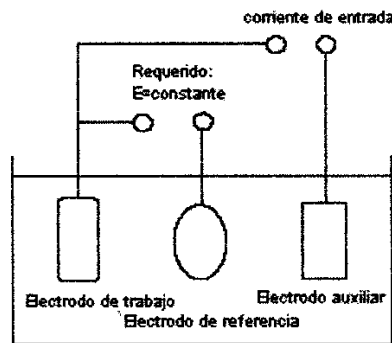 corriente de entrada
Requerido:
E=constante
Electrodo de trabajo
Electrodo auxiliar
Electrodo de referencia